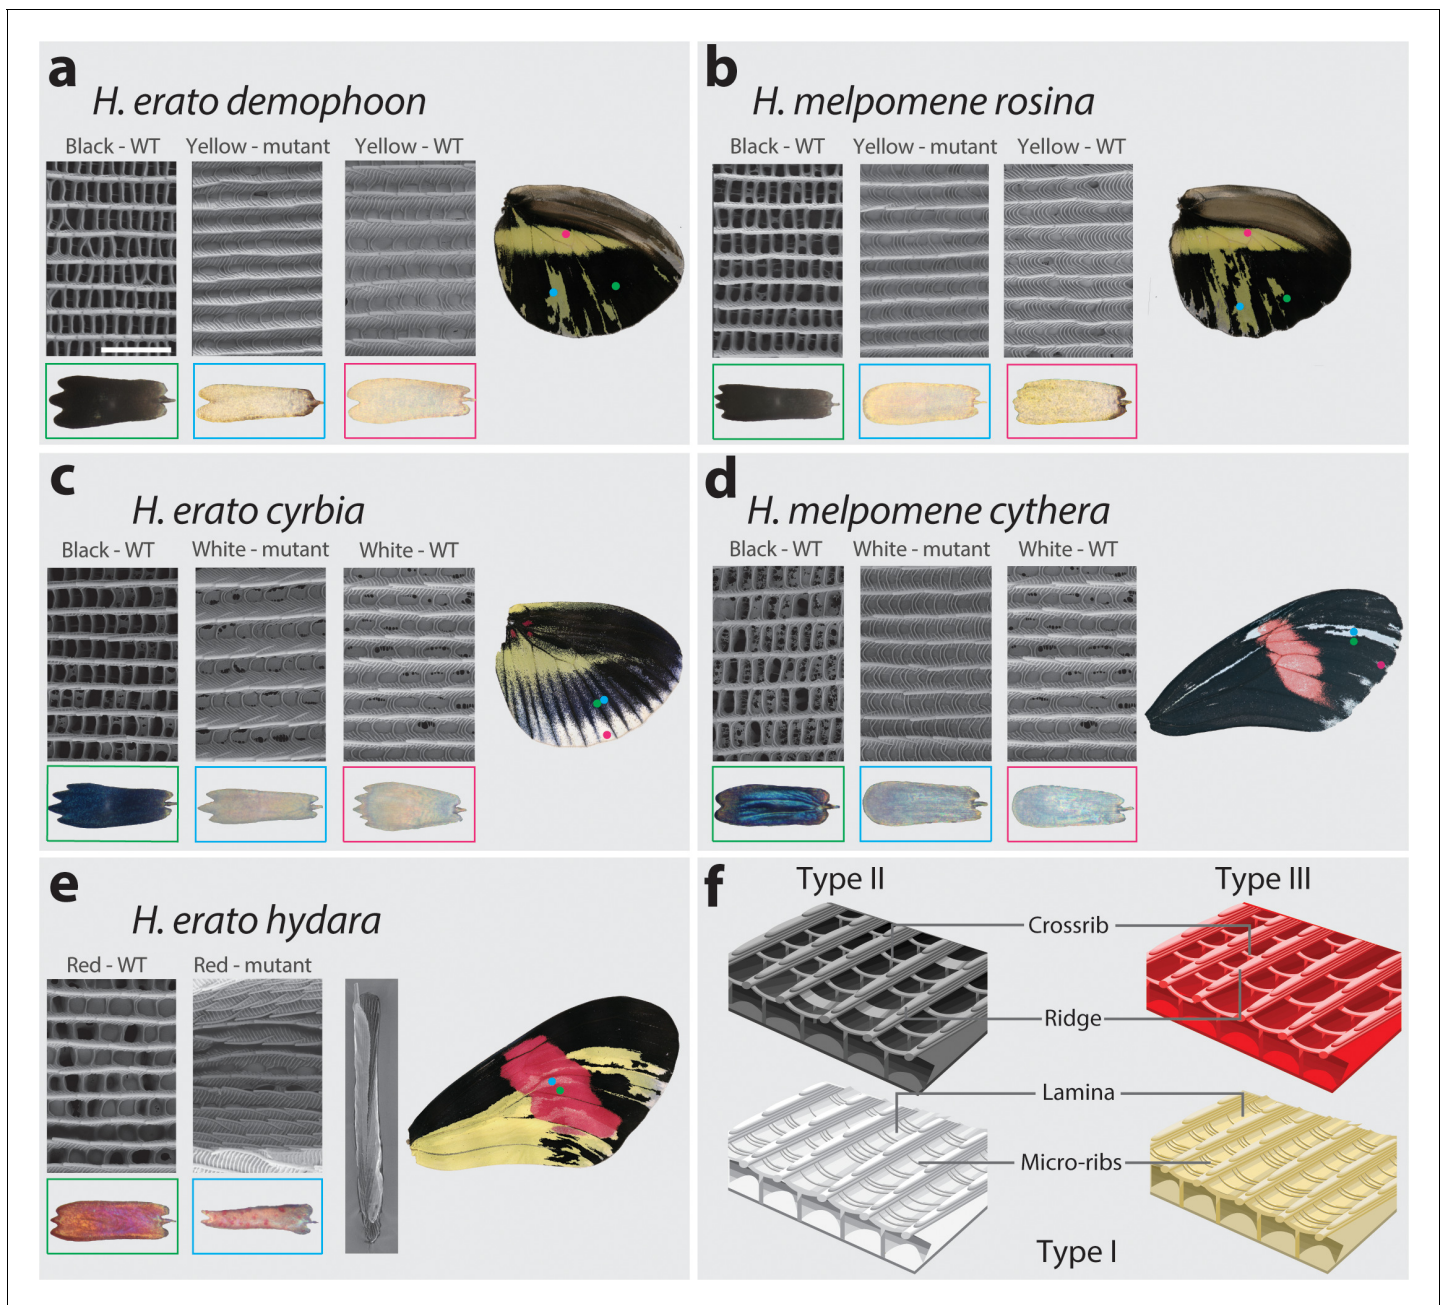 a
H. erato demophoon
Black - WT
Yellow - mutant
Yellow - WT
b
H. melpomene rosina
Black - WT
Yellow - mutant
Yellow - WT
c
H. erato cyrbia
Black - WT
White - mutant
White - WT
d
H. melpomene cythera
Black - WT
White - mutant
White - WT
e
H. erato hydara
Red - WT
Red - mutant
f
Type II
Type III
Crossrib
Ridge
Lamina
Micro-ribs
Type I